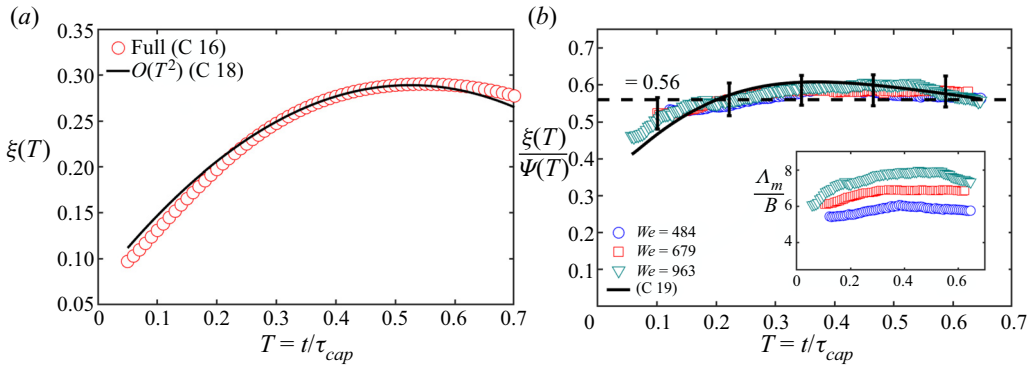 (a)
Full (C 16)
O(T²) (C 18)
0.35
0.30
0.25
0.20
0.15
0.10
0.05
ξ(T)
0 0.1 0.2 0.3 0.4 0.5 0.6 0.7
T = t/τcap
(b)
0.7
0.6
0.5
0.4
0.3
0.2
0.1
ξ(T)
Ψ(T)
= 0.56
We = 484
We = 679
We = 963
(C 19)
Λm
B
8
6
4
0.2 0.4 0.6
0 0.1 0.2 0.3 0.4 0.5 0.6 0.7
T = t/τcap